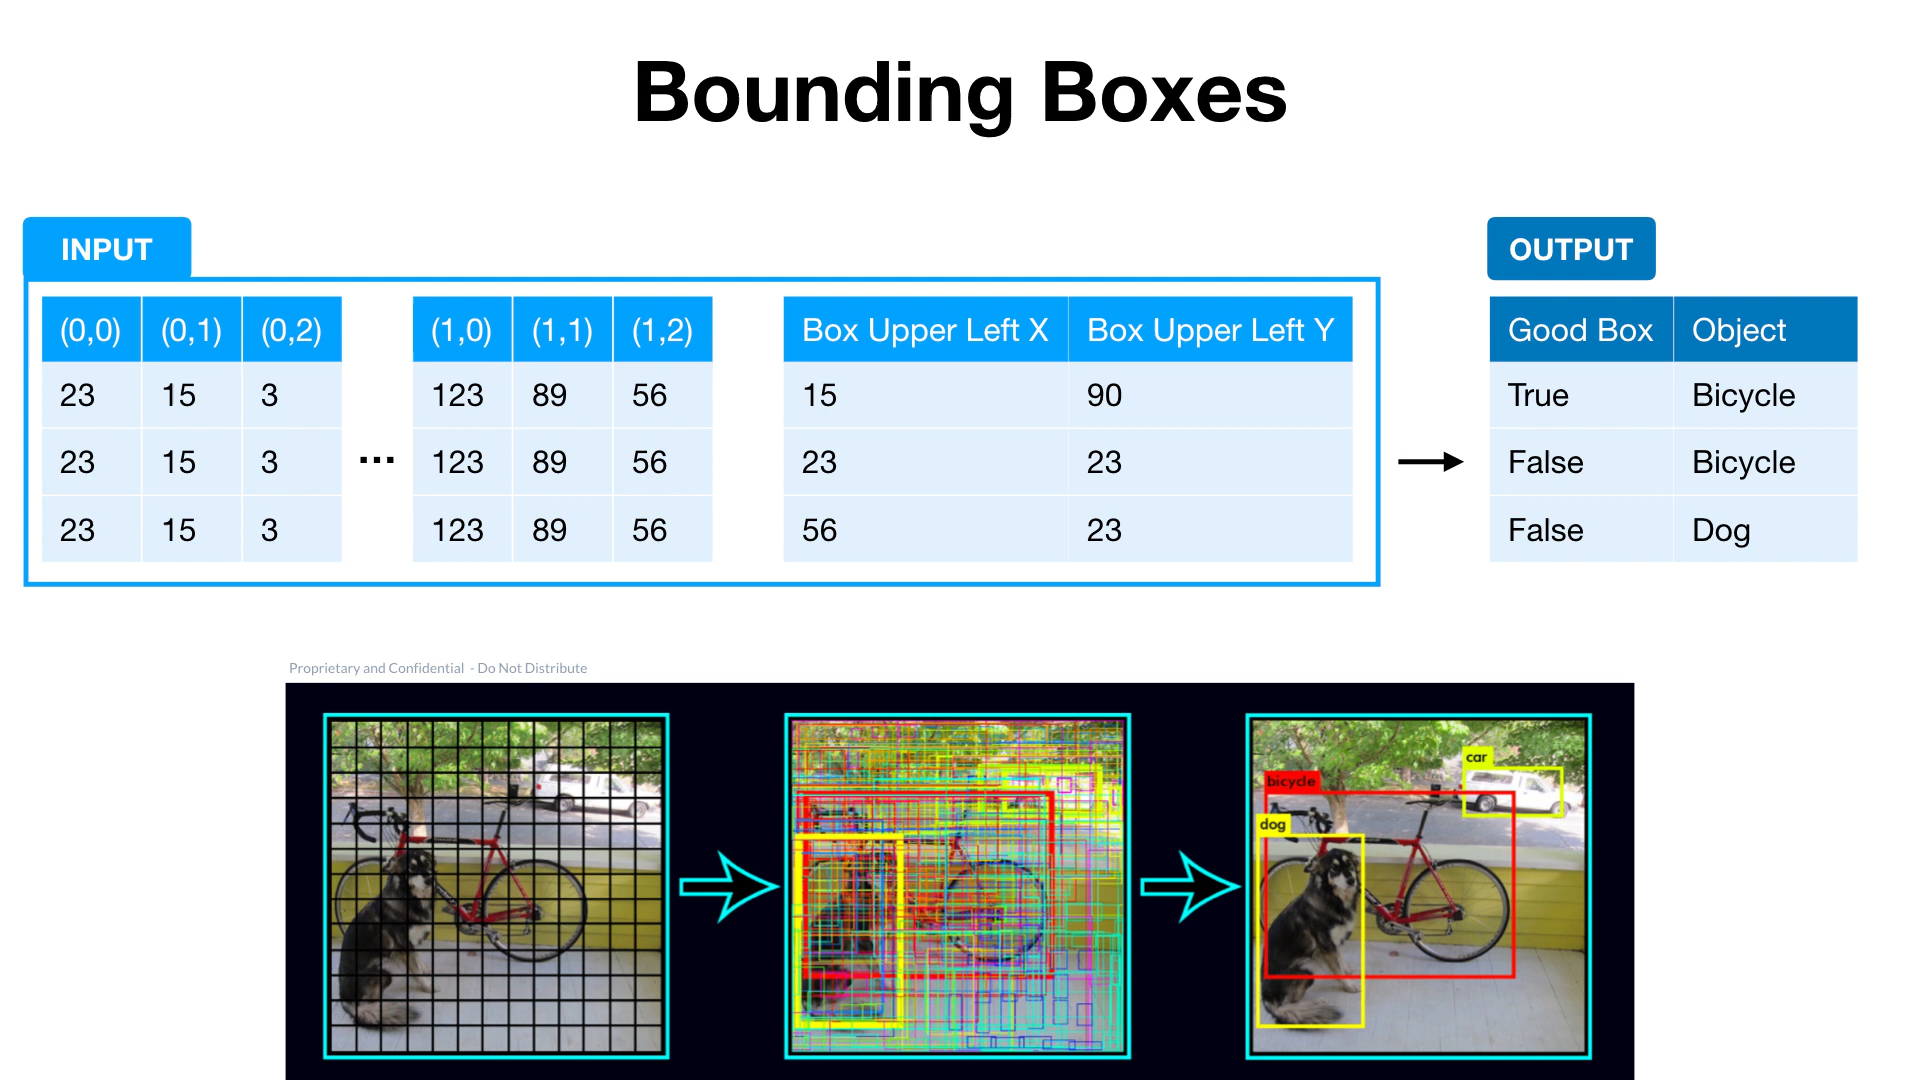 Bounding Boxes
INPUT
OUTPUT
(0,0) (0,1) (0,2) (1,0) (1,1) (1,2) Box Upper Left X Box Upper Left Y Good Box Object
23 15 3 123 89 56 15 90 True Bicycle
23 15 3 ... 123 89 56 23 23 False Bicycle
23 15 3 123 89 56 56 23 False Dog
Proprietary and Confidential - Do Not Distribute
car
bicycle
dog